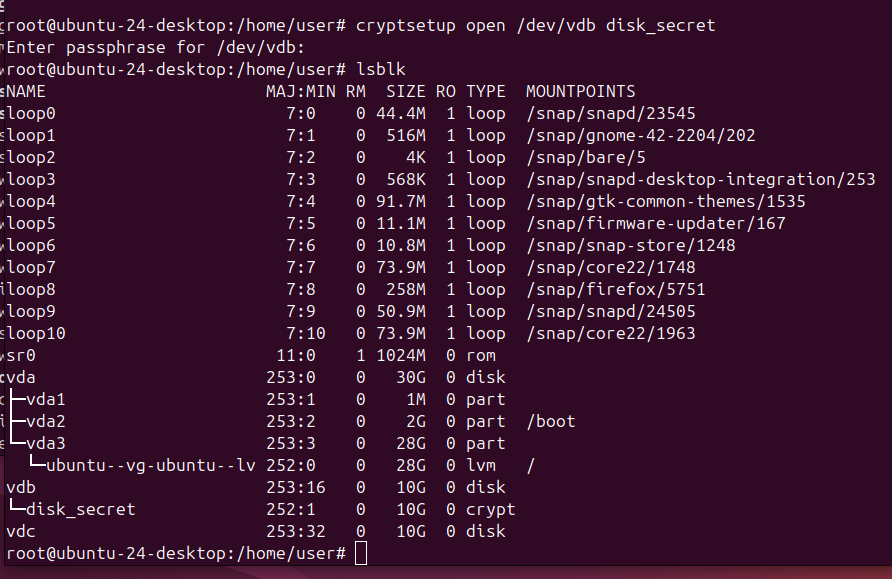 root@ubuntu-24-desktop:/home/user# cryptsetup open /dev/vdb disk_secret
Enter passphrase for /dev/vdb:
root@ubuntu-24-desktop:/home/user# lsblk
NAME                      MAJ:MIN RM  SIZE RO TYPE  MOUNTPOINTS
loop0                       7:0    0 44.4M  1 loop  /snap/snapd/23545
loop1                       7:1    0  516M  1 loop  /snap/gnome-42-2204/202
loop2                       7:2    0    4K  1 loop  /snap/bare/5
loop3                       7:3    0  568K  1 loop  /snap/snapd-desktop-integration/253
loop4                       7:4    0 91.7M  1 loop  /snap/gtk-common-themes/1535
loop5                       7:5    0 11.1M  1 loop  /snap/firmware-updater/167
loop6                       7:6    0 10.8M  1 loop  /snap/snap-store/1248
loop7                       7:7    0 73.9M  1 loop  /snap/core22/1748
loop8                       7:8    0  258M  1 loop  /snap/firefox/5751
loop9                       7:9    0 50.9M  1 loop  /snap/snapd/24505
loop10                      7:10   0 73.9M  1 loop  /snap/core22/1963
sr0                        11:0    1 1024M  0 rom
vda                       253:0    0   30G  0 disk
├─vda1                    253:1    0    1M  0 part
├─vda2                    253:2    0    2G  0 part  /boot
└─vda3                    253:3    0   28G  0 part
  └─ubuntu--vg-ubuntu--lv 252:0    0   28G  0 lvm   /
vdb                       253:16   0   10G  0 disk
└─disk_secret             252:1    0   10G  0 crypt
vdc                       253:32   0   10G  0 disk
root@ubuntu-24-desktop:/home/user#